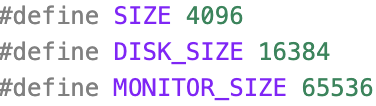 #define SIZE 4096
#define DISK_SIZE 16384
#define MONITOR_SIZE 65536